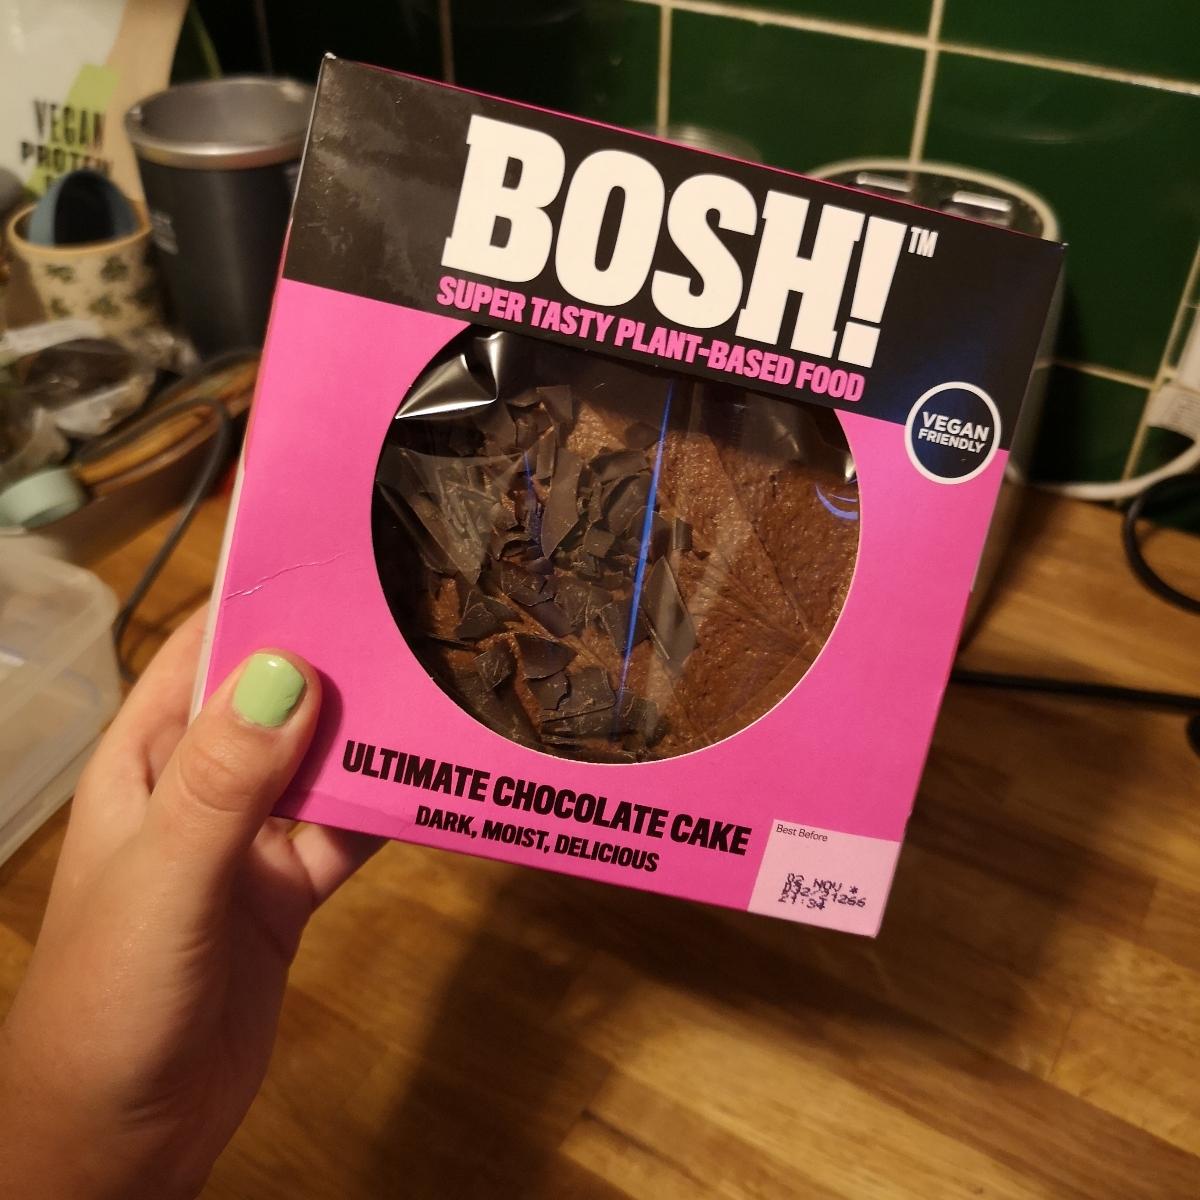 VEGAN
PROTEIN
BOSH!™
SUPER TASTY PLANT-BASED FOOD
VEGAN
FRIENDLY
ULTIMATE CHOCOLATE CAKE
DARK, MOIST, DELICIOUS
Best Before
02 NOV *
21:34